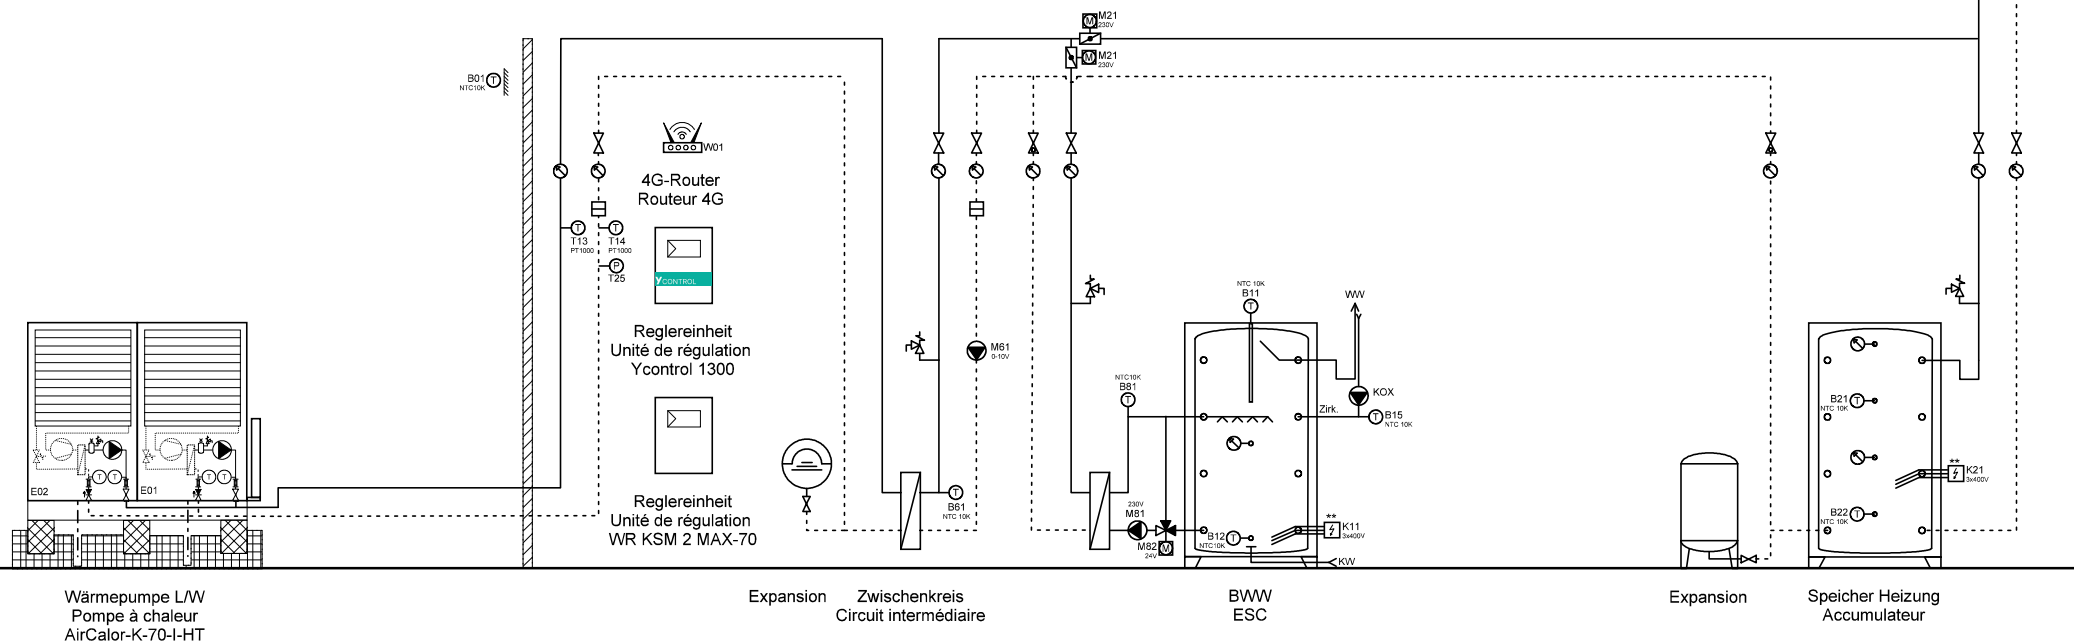 M21
230V
M21
230V
B01 T
NTC10K
W01
4G-Router
Routeur 4G
T
T13
PT1000
T
T14
PT1000
P
T25
YCONTROL
Reglereinheit
Unité de régulation
Ycontrol 1300
Reglereinheit
Unité de régulation
WR KSM 2 MAX-70
E02
E01
T T
T T
M61
0-10V
T
B61
NTC 10K
NTC10K
B81
T
230V
M81
M82
24V
M
NTC 10K
B11
T
WW
KOX
Zirk.
T B15
NTC 10K
B12 T
NTC10K
**
K11
3x400V
KW
B21 T
NTC 10K
**
K21
3x400V
B22 T
NTC 10K
Wärmepumpe L/W
Pompe à chaleur
AirCalor-K-70-I-HT
Expansion
Zwischenkreis
Circuit intermédiaire
BWW
ESC
Expansion
Speicher Heizung
Accumulateur